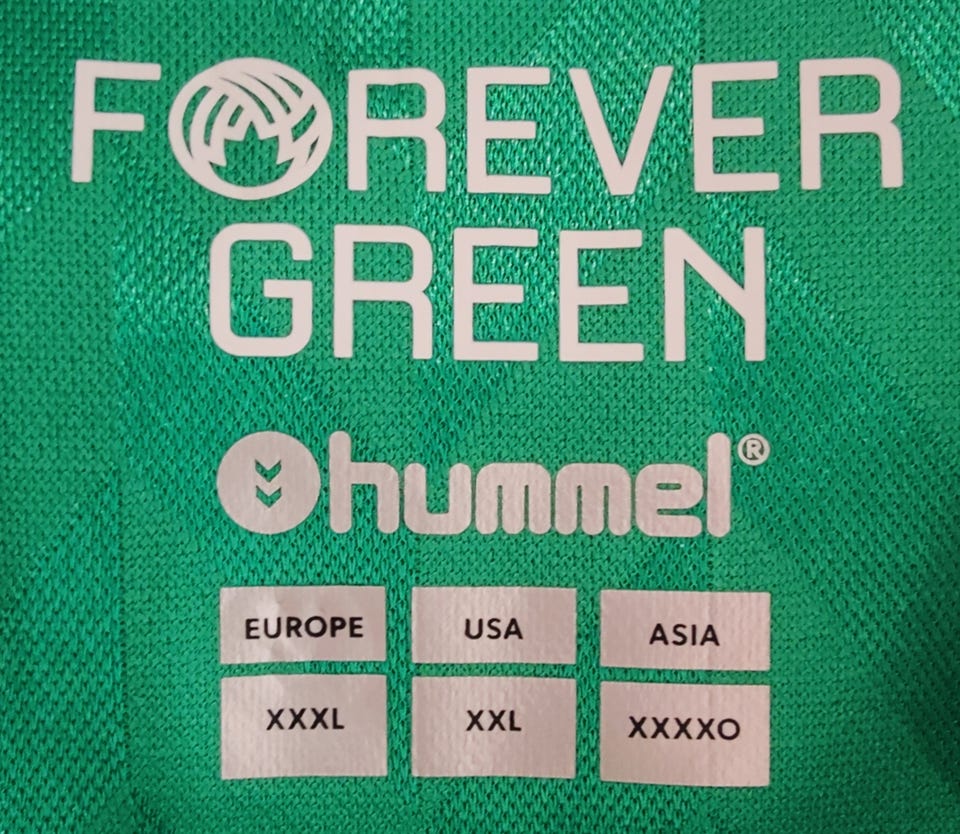 FOREVER
GREEN
hummel®
EUROPE USA ASIA
XXXL XXL XXXXO